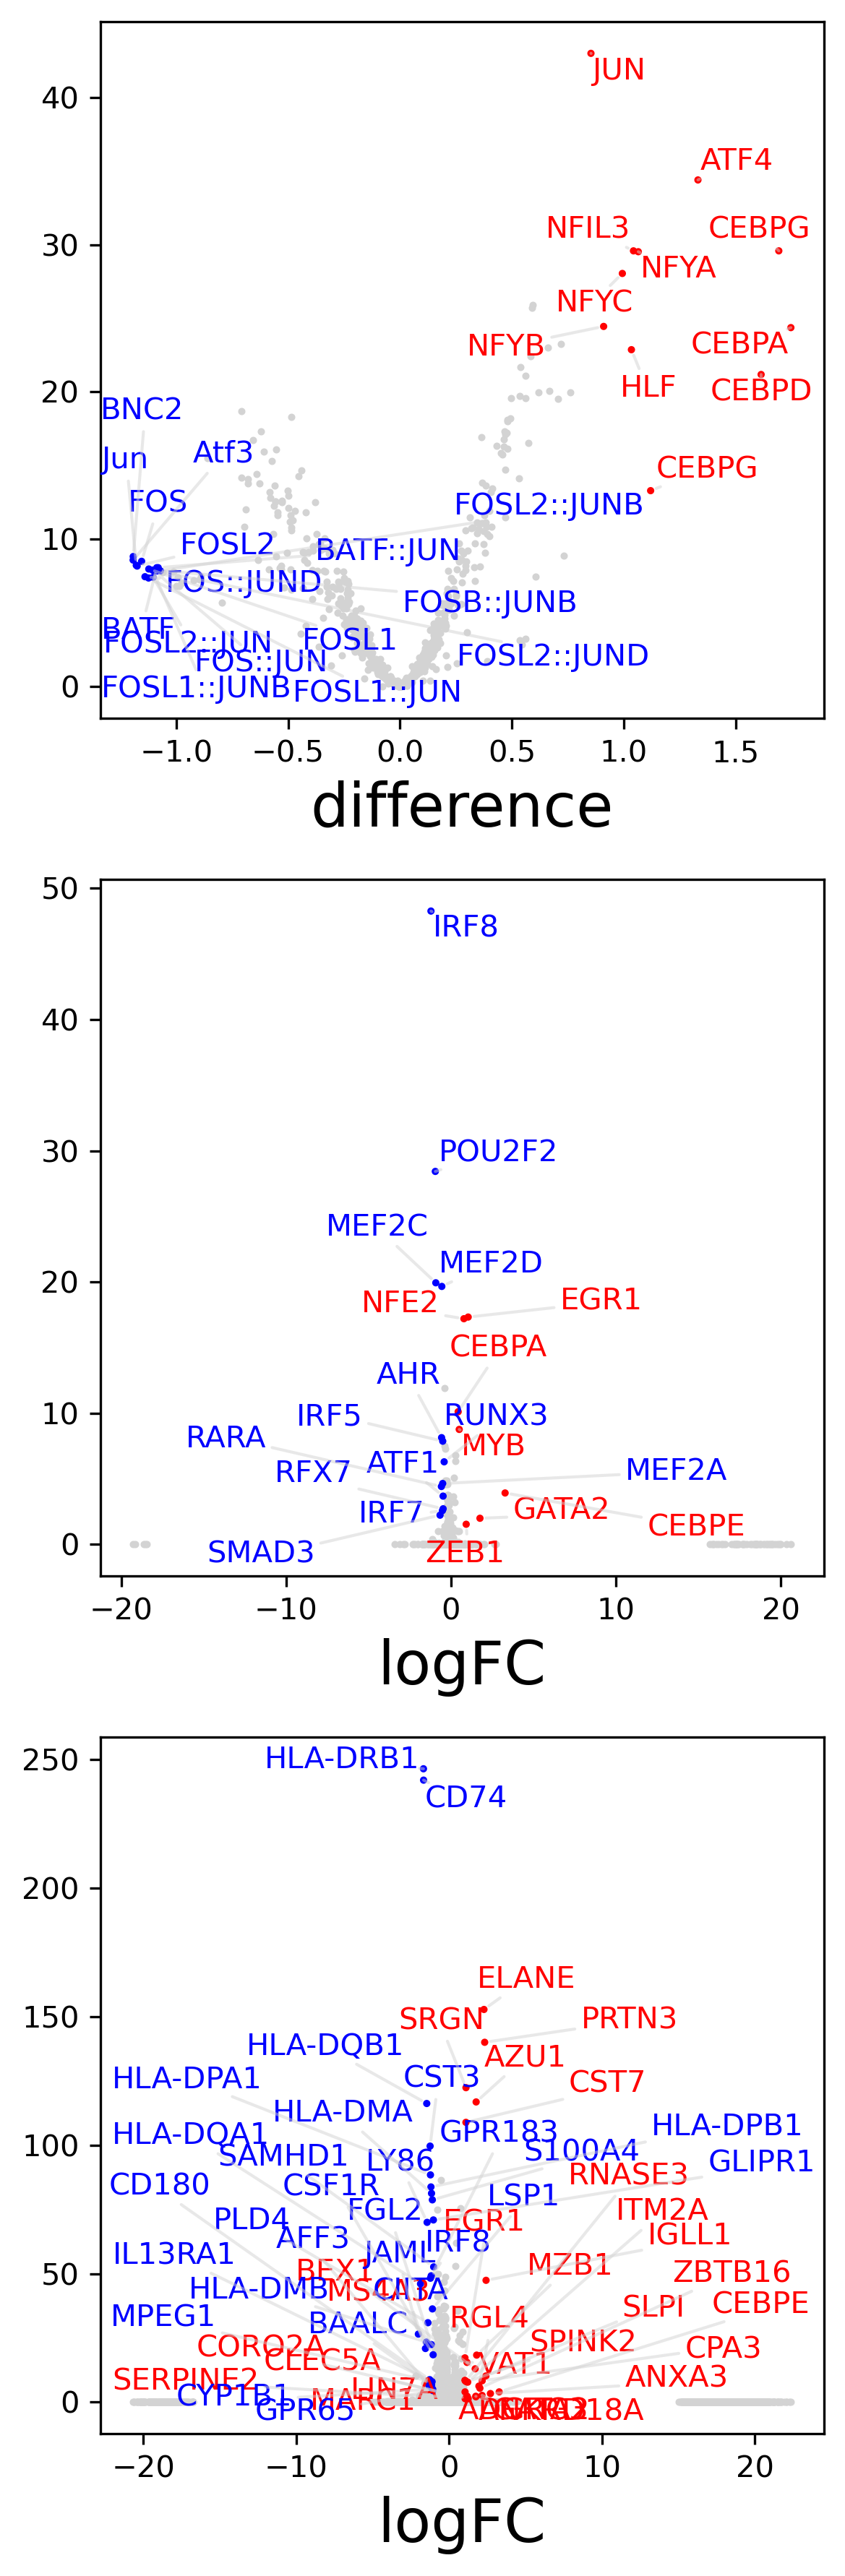 40
30
20
10
0
JUN
ATF4
NFIL3
CEBPG
NFYA
NFYC
NFYB
CEBPA
HLF
CEBPD
BNC2
Jun
Atf3
FOS
CEBPG
FOSL2::JUNB
FOSL2
BATF::JUN
FOS::JUND
FOSB::JUNB
BATF
FOSL2::JUN
FOSL1
FOS::JUN
FOSL2::JUND
FOSL1::JUNB
FOSL1::JUN
−1.0
−0.5
0.0
0.5
1.0
1.5
difference
50
40
30
20
10
0
IRF8
POU2F2
MEF2C
MEF2D
NFE2
EGR1
CEBPA
AHR
IRF5
RUNX3
RARA
MYB
ATF1
RFX7
MEF2A
IRF7
GATA2
CEBPE
SMAD3
ZEB1
−20
−10
0
10
20
logFC
250
200
150
100
50
0
HLA-DRB1
CD74
ELANE
SRGN
PRTN3
HLA-DQB1
AZU1
HLA-DPA1
CST3
CST7
HLA-DMA
HLA-DQA1
GPR183
HLA-DPB1
SAMHD1
LY86
S100A4
GLIPR1
CD180
CSF1R
RNASE3
PLD4
FGL2
LSP1
ITM2A
AFF3
EGR1
IGLL1
IL13RA1
JAML
IRF8
BEX1
MZB1
ZBTB16
HLA-DMB
MS4A3
CIITA
MPEG1
BAALC
RGL4
SLPI
CEBPE
CORO2A
CLEC5A
SPINK2
CPA3
SERPINE2
VAT1
ANXA3
CYP1B1
MARC1
GPR65
−20
−10
0
10
20
logFC